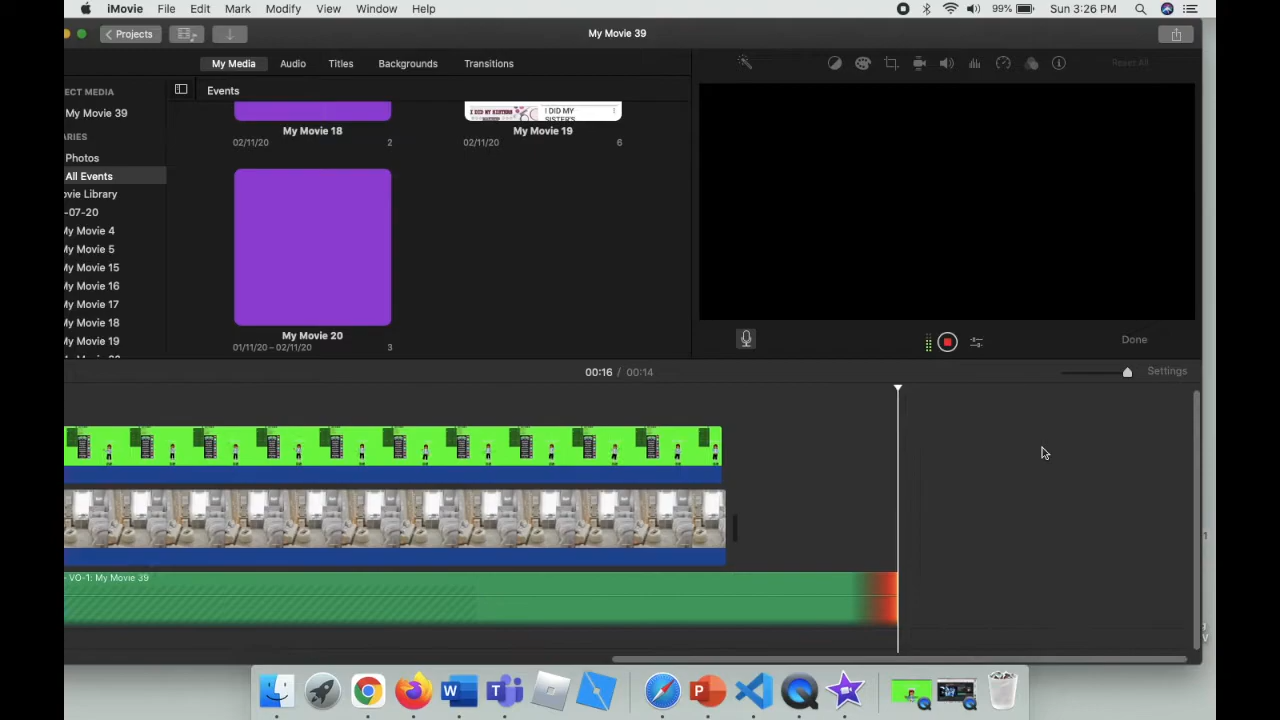 iMovie File Edit Mark Modify View Window Help 99% Sun 3:26 PM
Projects My Movie 39
My Media Audio Titles Backgrounds Transitions Reset All
ECT MEDIA
My Movie 39
ARIES
Photos
All Events
ovie Library
-07-20
My Movie 4
My Movie 5
My Movie 15
My Movie 16
My Movie 17
My Movie 18
My Movie 19
Events
I DID MY SISTERS
I DID MY
SISTER'S
My Movie 18 My Movie 19
02/11/20 2 02/11/20 6
My Movie 20
01/11/20 – 02/11/20 3
Done
00:16 / 00:14 Settings
- VO-1: My Movie 39